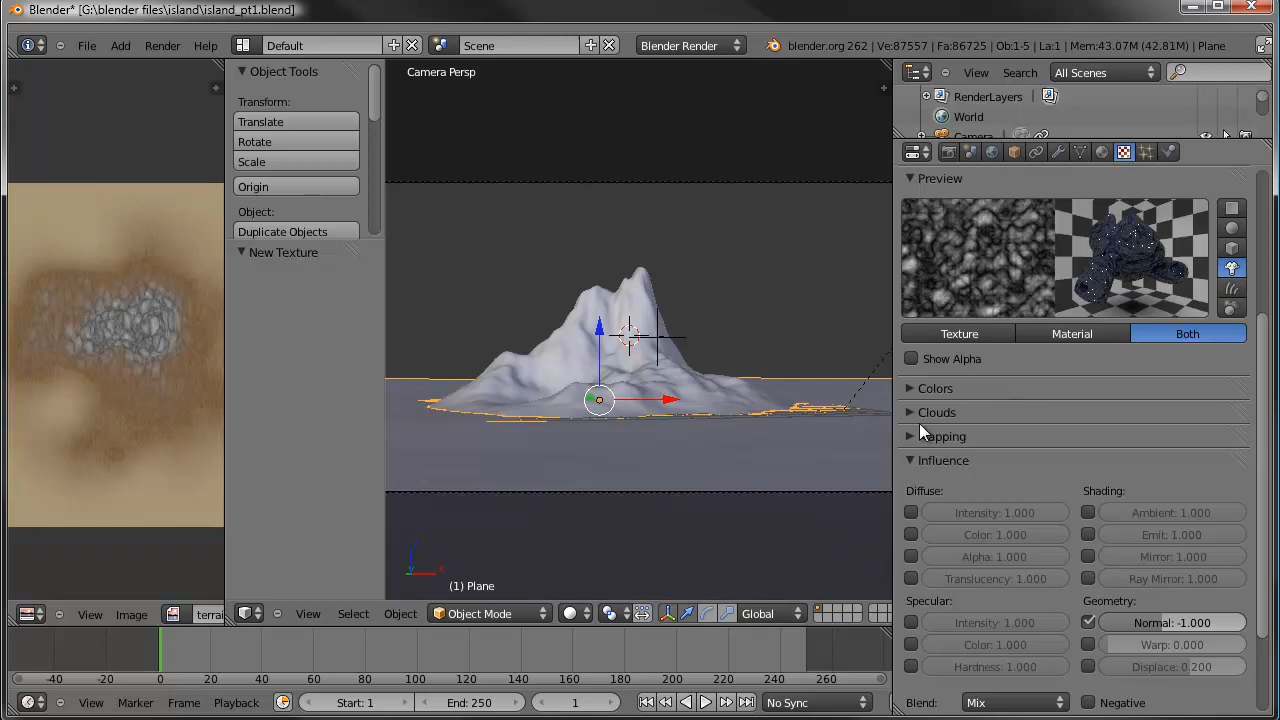 Blender* [G:\blender files\island\island_pt1.blend]
File Add Render Help Default Scene Blender Render blender.org 262 | Ve:87557 | Fa:86725 | Ob:1-5 | La:1 | Mem:43.07M (42.81M) | Plane
Object Tools
Transform:
Translate
Rotate
Scale
Origin
Object:
Duplicate Objects
New Texture
Camera Persp
(1) Plane
View Search All Scenes
RenderLayers
World
Camera
Preview
Texture Material Both
Show Alpha
Colors
Clouds
apping
Influence
Diffuse: Shading:
Intensity: 1.000 Ambient: 1.000
Color: 1.000 Emit: 1.000
Alpha: 1.000 Mirror: 1.000
Translucency: 1.000 Ray Mirror: 1.000
Specular: Geometry:
Intensity: 1.000 Normal: -1.000
Color: 1.000 Warp: 0.000
Hardness: 1.000 Displace: 0.200
Blend: Mix Negative
View Image terrai
View Select Object Object Mode Global
-40 -20 0 20 40 60 80 100 120 140 160 180 200 220 240 260
View Marker Frame Playback Start: 1 End: 250 1 No Sync